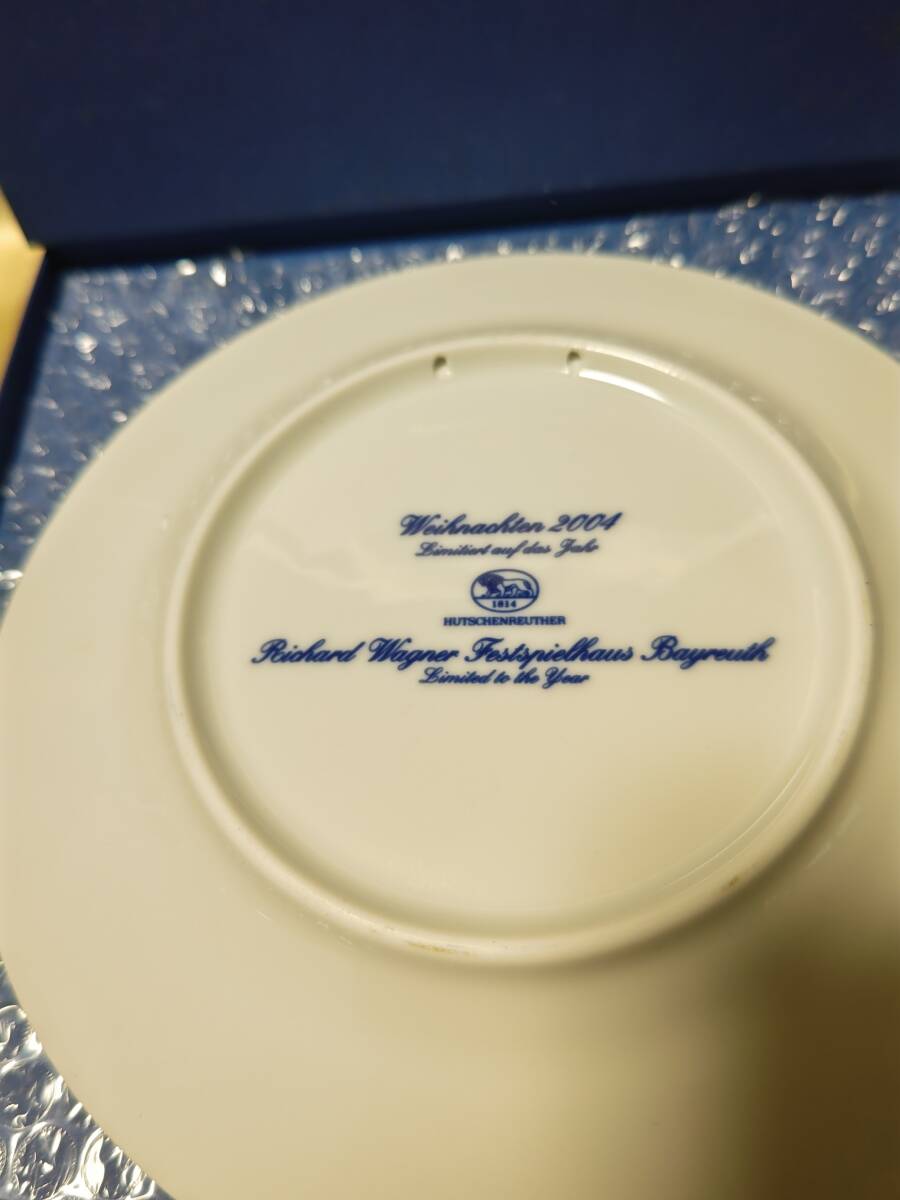 Weihnachten 2004
Limitiert auf das Jahr
1814
HUTSCHENREUTHER
Richard Wagner Festspielhaus Bayreuth
Limited to the Year